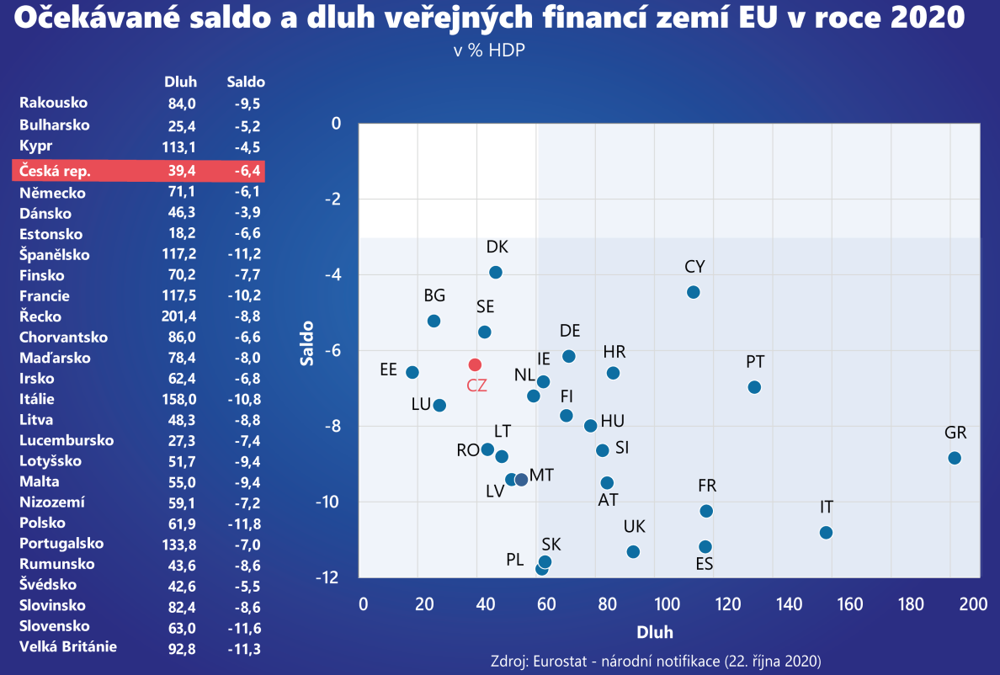 Očekávané saldo a dluh veřejných financí zemí EU v roce 2020
v % HDP
Dluh Saldo
Rakousko 84,0 -9,5
Bulharsko 25,4 -5,2
Kypr 113,1 -4,5
Česká rep. 39,4 -6,4
Německo 71,1 -6,1
Dánsko 46,3 -3,9
Estonsko 18,2 -6,6
Španělsko 117,2 -11,2
Finsko 70,2 -7,7
Francie 117,5 -10,2
Řecko 201,4 -8,8
Chorvantsko 86,0 -6,6
Maďarsko 78,4 -8,0
Irsko 62,4 -6,8
Itálie 158,0 -10,8
Litva 48,3 -8,8
Lucembursko 27,3 -7,4
Lotyšsko 51,7 -9,4
Malta 55,0 -9,4
Nizozemí 59,1 -7,2
Polsko 61,9 -11,8
Portugalsko 133,8 -7,0
Rumunsko 43,6 -8,6
Švédsko 42,6 -5,5
Slovinsko 82,4 -8,6
Slovensko 63,0 -11,6
Velká Británie 92,8 -11,3
Saldo
0
-2
-4
-6
-8
-10
-12
DK
CY
BG
SE
DE
HR
IE
PT
EE
NL
CZ
FI
LU
HU
LT
GR
RO
SI
MT
LV
FR
AT
IT
UK
SK
PL
ES
0 20 40 60 80 100 120 140 160 180 200
Dluh
Zdroj: Eurostat - národní notifikace (22. října 2020)